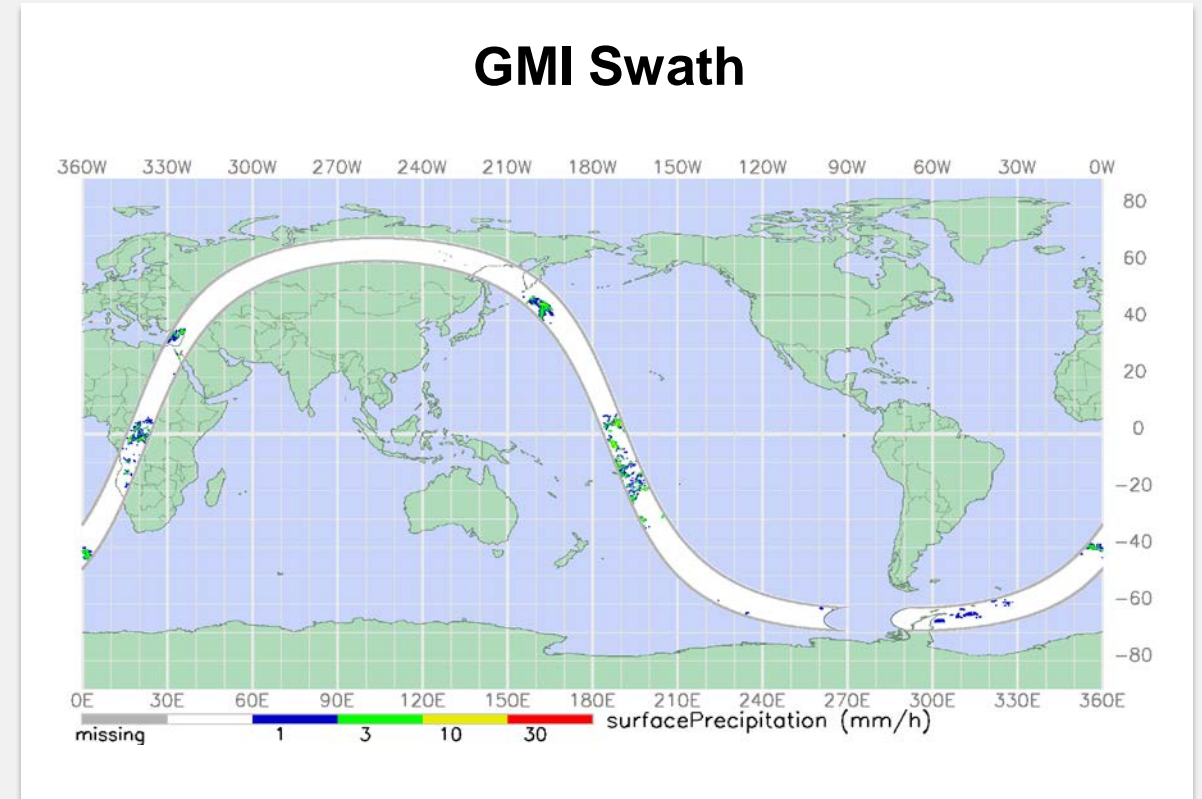 GMI Swath
360W 330W 300W 270W 240W 210W 180W 150W 120W 90W 60W 30W 0W
80
60
40
20
0
−20
−40
−60
−80
0E 30E 60E 90E 120E 150E 180E 210E 240E 270E 300E 330E 360E
surfacePrecipitation (mm/h)
missing 1 3 10 30